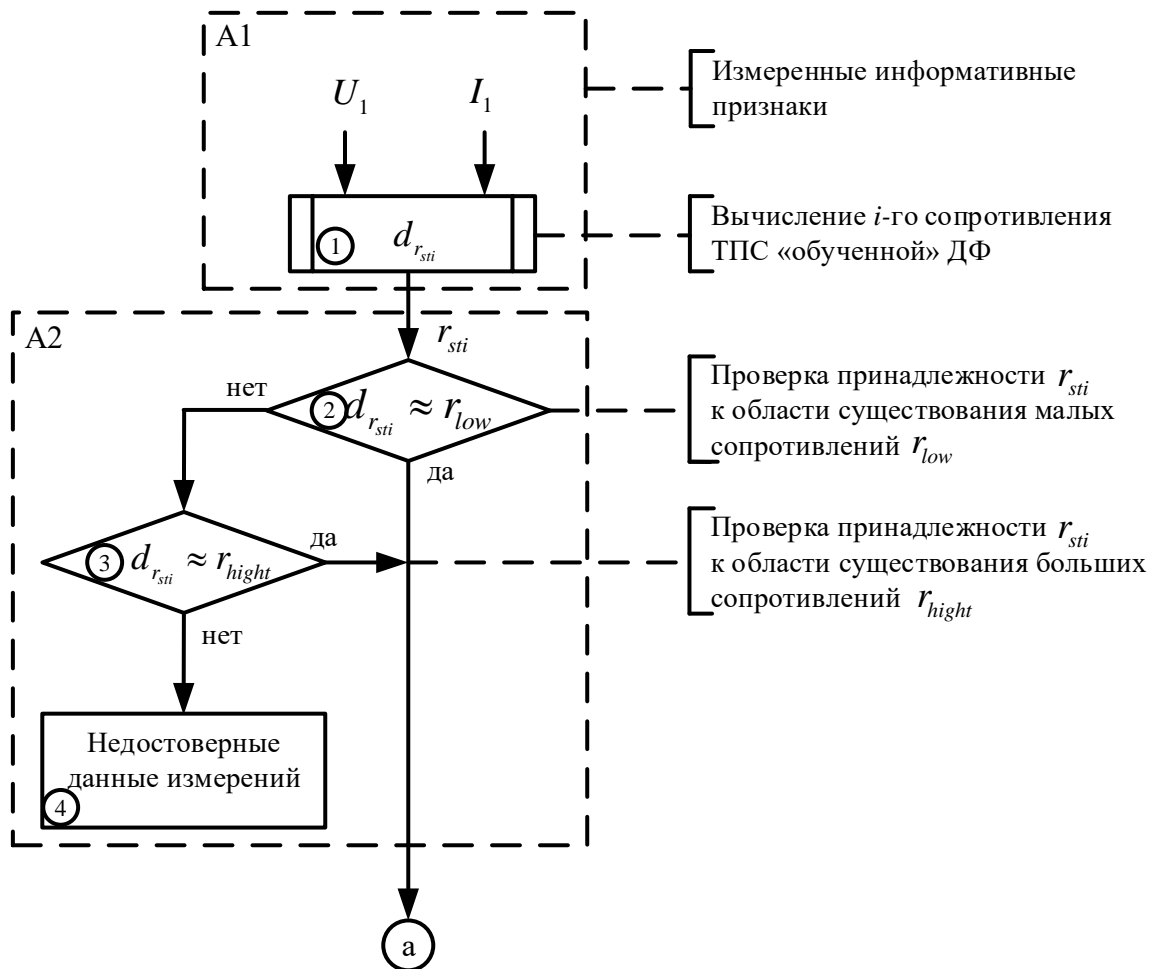 A1
U₁ I₁
Измеренные информативные
признаки
1 d_{r_{sti}}
Вычисление i-го сопротивления
ТПС «обученной» ДФ
A2
r_{sti}
нет
2 d_{r_{sti}} ≈ r_{low}
да
Проверка принадлежности r_{sti}
к области существования малых
сопротивлений r_{low}
3 d_{r_{sti}} ≈ r_{hight}
да
нет
Проверка принадлежности r_{sti}
к области существования больших
сопротивлений r_{hight}
Недостоверные
данные измерений
4
a